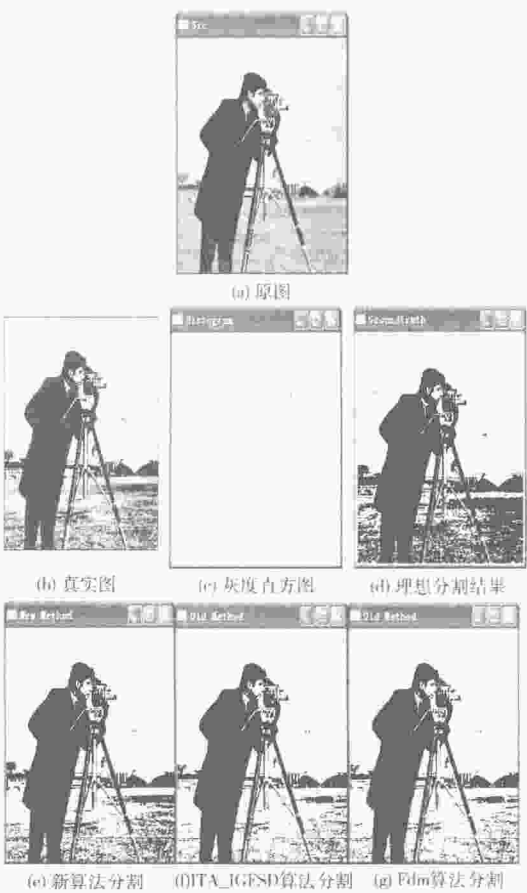 Src
(a) 原图
Histogram
GroundTruth
(b) 真实图
(c) 灰度直方图
(d) 理想分割结果
New Method
Old Method
Old Method
(e) 新算法分割
(f)ITA_IGFSD算法分割
(g) Fdm算法分割